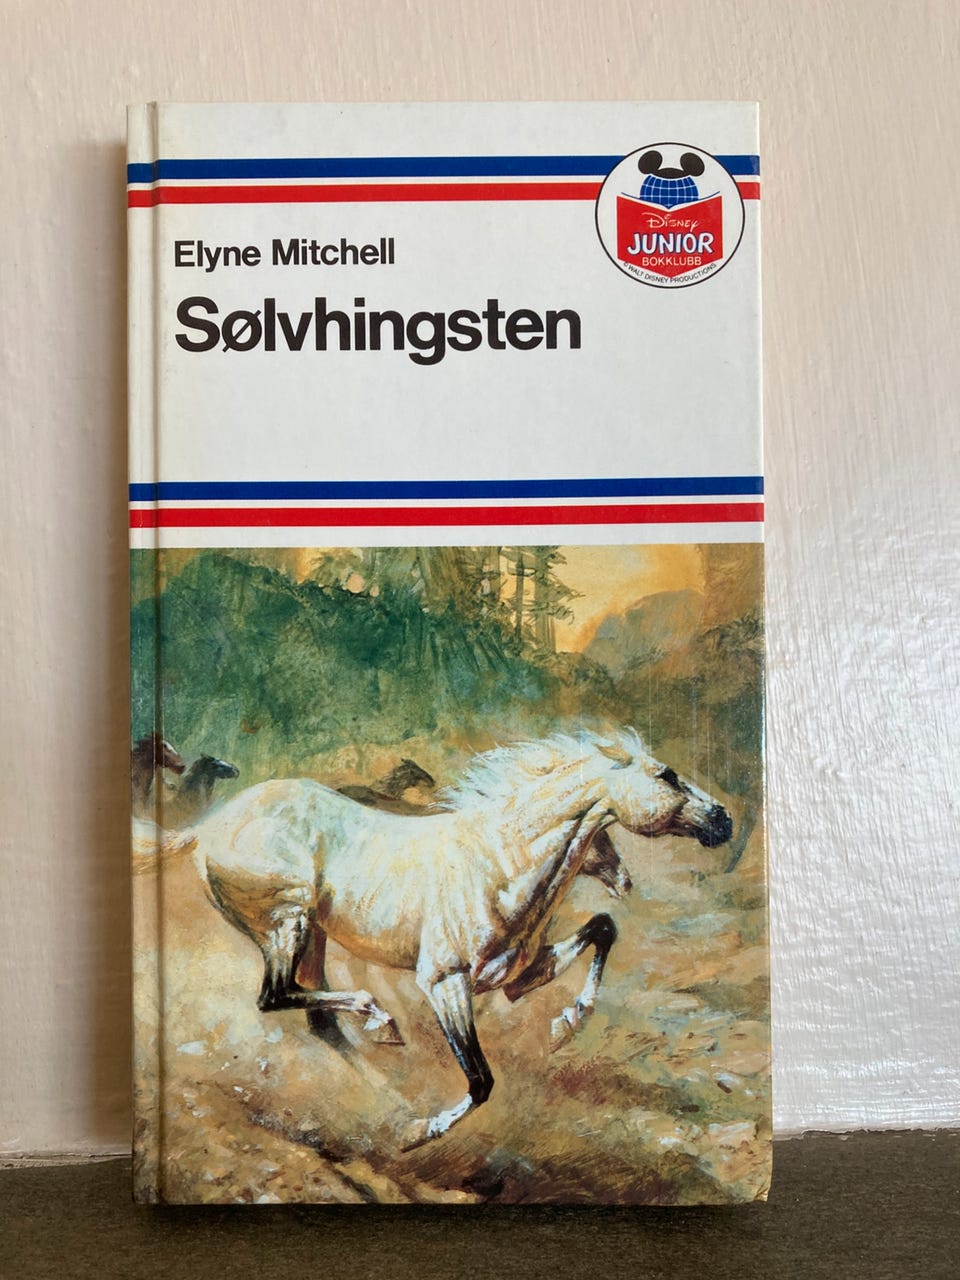 Elyne Mitchell
Sølvhingsten
Disney
JUNIOR
BOKKLUBB
© WALT DISNEY PRODUCTIONS